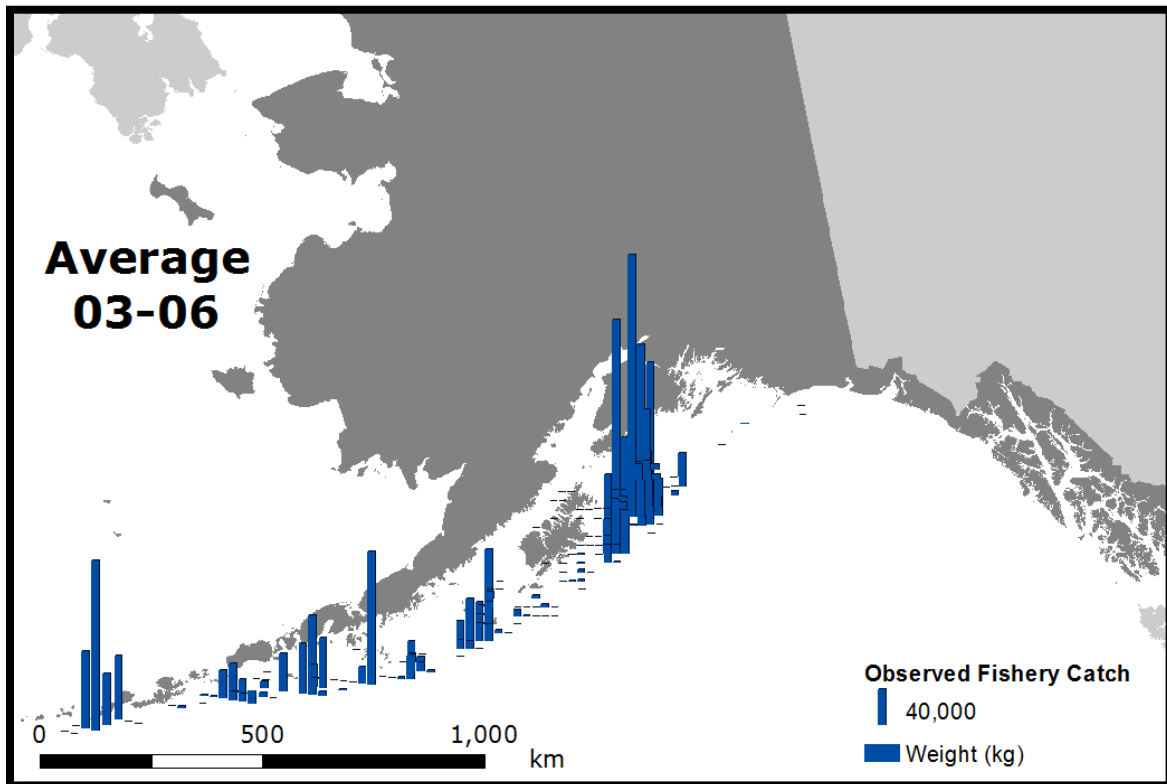 Average
03-06
Observed Fishery Catch
40,000
Weight (kg)
0 500 1,000
km